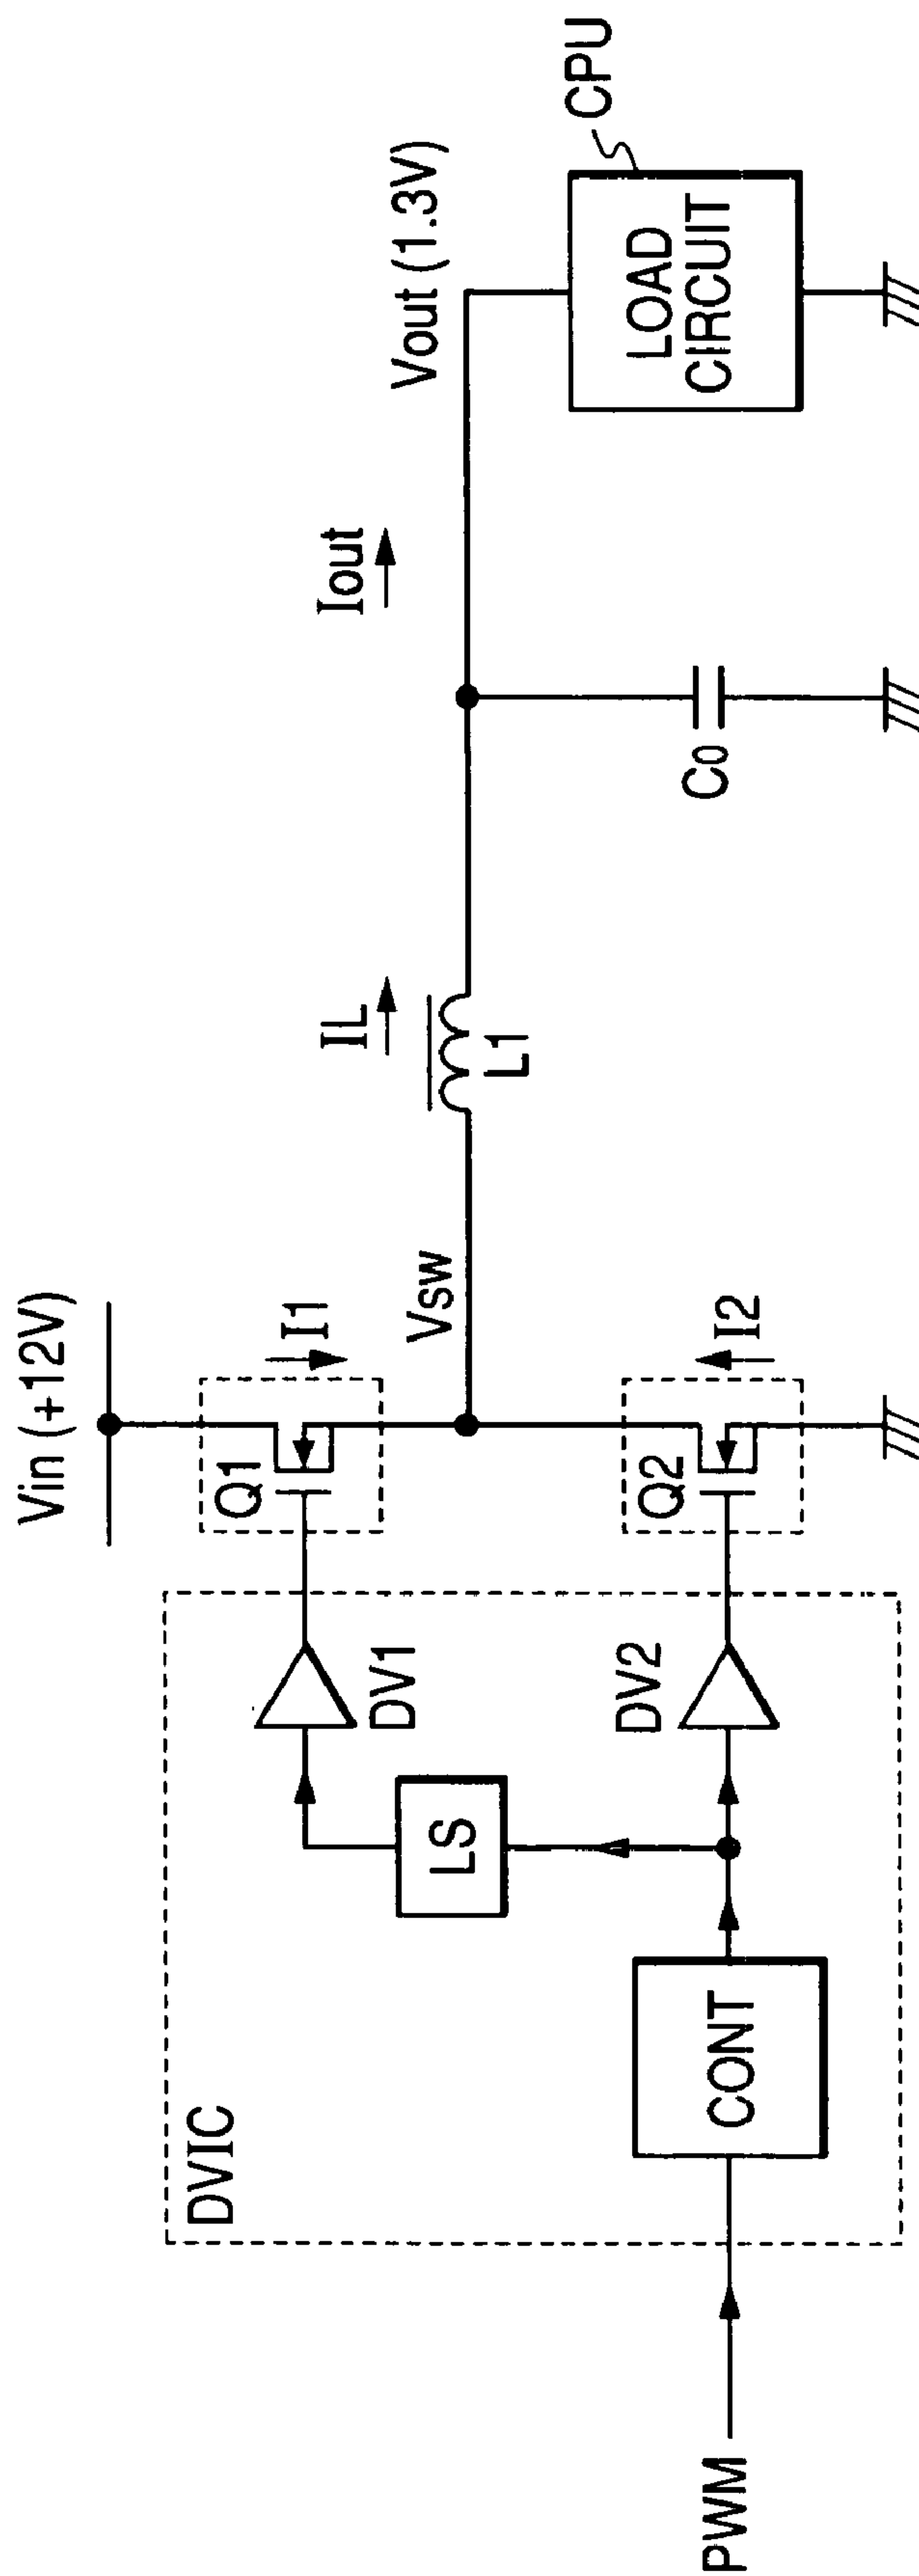 Vin (+12V)
Q1
I1
Vsw
IL
L1
Iout
Vout (1.3V)
CPU
LOAD
CIRCUIT
C0
DVIC
LS
DV1
DV2
Q2
I2
CONT
PWM